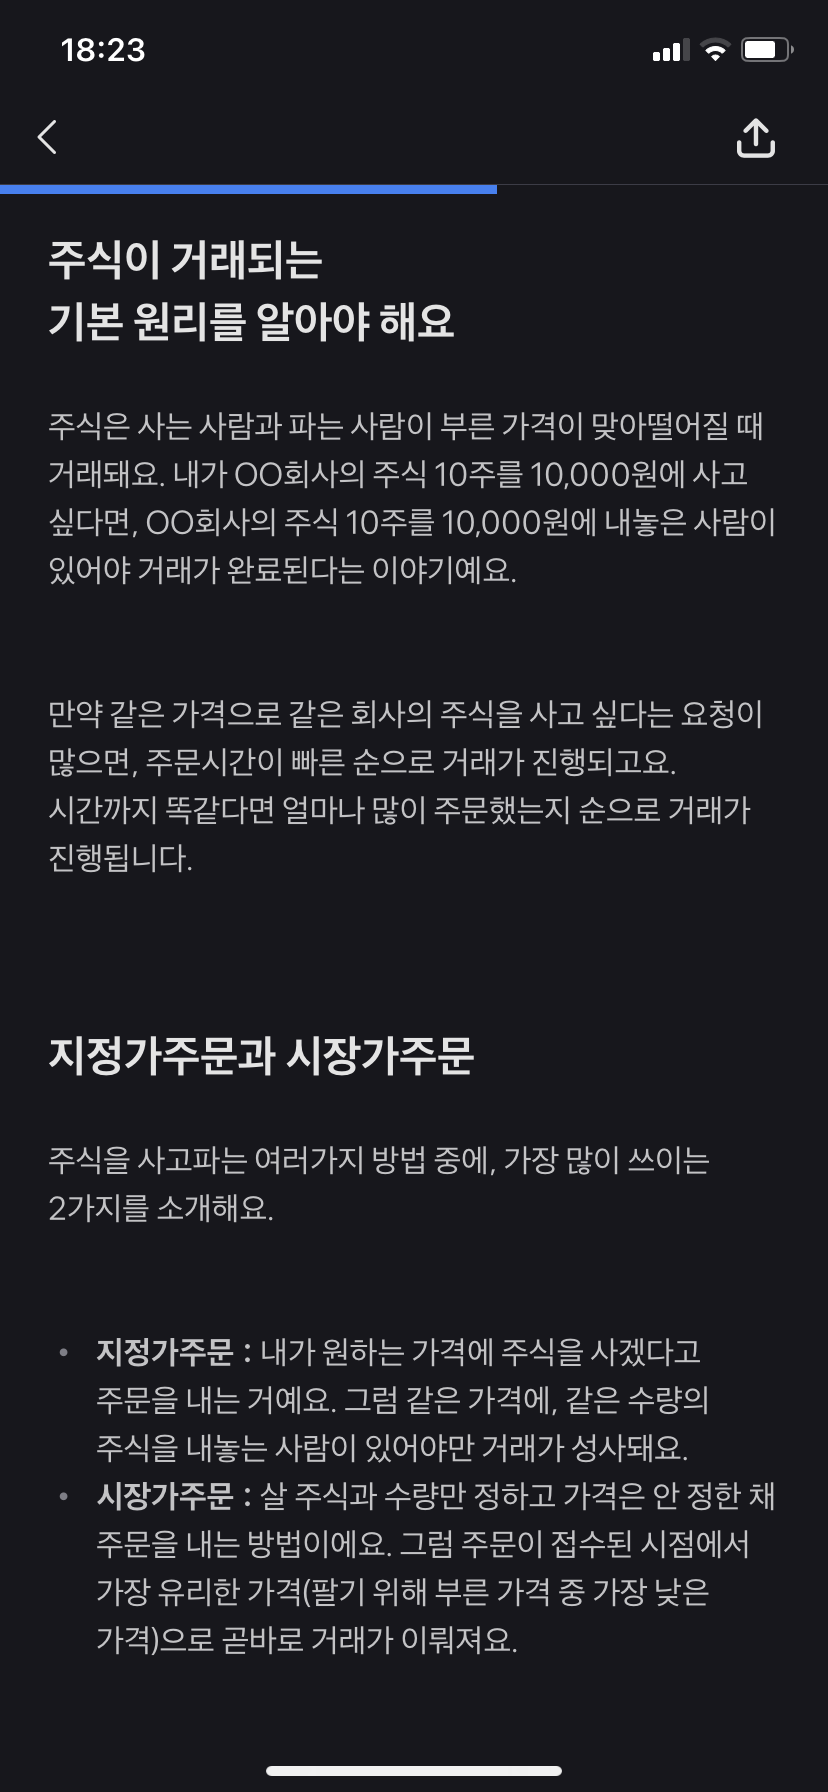 18:23
주식이 거래되는
기본 원리를 알아야 해요
주식은 사는 사람과 파는 사람이 부른 가격이 맞아떨어질 때
거래돼요. 내가 OO회사의 주식 10주를 10,000원에 사고
싶다면, OO회사의 주식 10주를 10,000원에 내놓은 사람이
있어야 거래가 완료된다는 이야기예요.
만약 같은 가격으로 같은 회사의 주식을 사고 싶다는 요청이
많으면, 주문시간이 빠른 순으로 거래가 진행되고요.
시간까지 똑같다면 얼마나 많이 주문했는지 순으로 거래가
진행됩니다.
지정가주문과 시장가주문
주식을 사고파는 여러가지 방법 중에, 가장 많이 쓰이는
2가지를 소개해요.
• 지정가주문 : 내가 원하는 가격에 주식을 사겠다고
주문을 내는 거예요. 그럼 같은 가격에, 같은 수량의
주식을 내놓는 사람이 있어야만 거래가 성사돼요.
• 시장가주문 : 살 주식과 수량만 정하고 가격은 안 정한 채
주문을 내는 방법이에요. 그럼 주문이 접수된 시점에서
가장 유리한 가격(팔기 위해 부른 가격 중 가장 낮은
가격)으로 곧바로 거래가 이뤄져요.